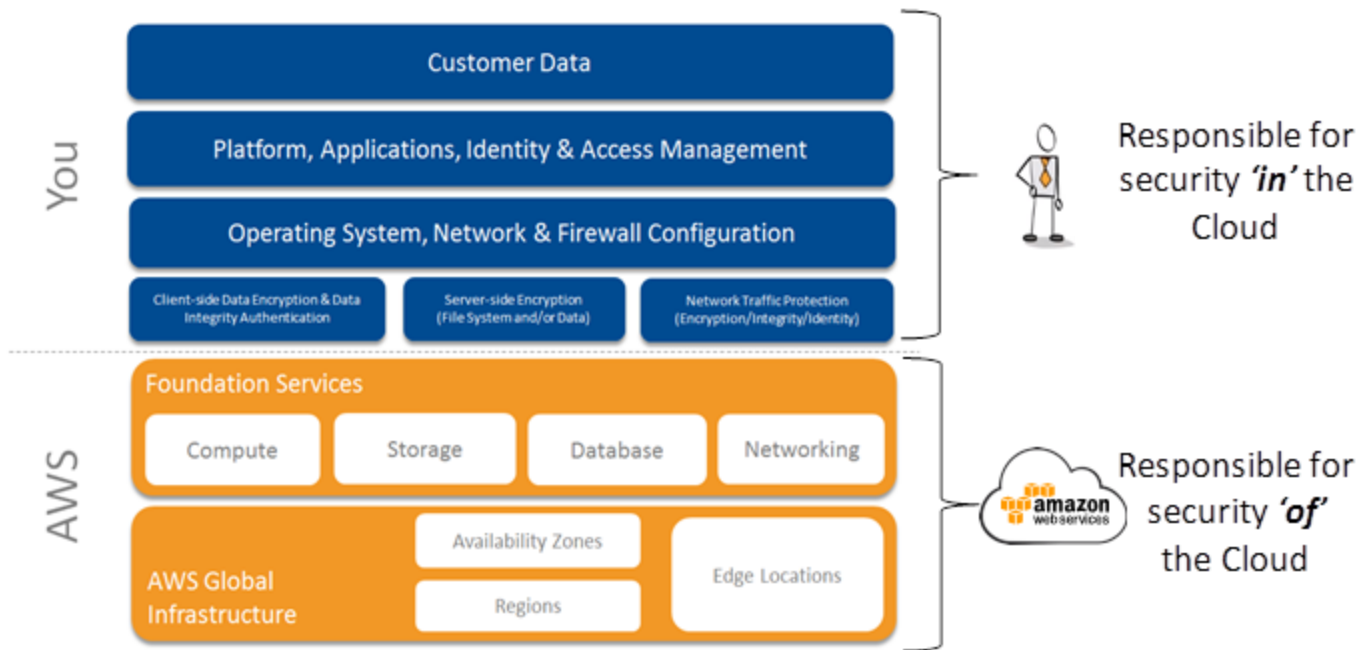 You
Customer Data
Platform, Applications, Identity & Access Management
Operating System, Network & Firewall Configuration
Client-side Data Encryption & Data
Integrity Authentication
Server-side Encryption
(File System and/or Data)
Network Traffic Protection
(Encryption/Integrity/Identity)
Responsible for
security ‘in’ the
Cloud
AWS
Foundation Services
Compute
Storage
Database
Networking
AWS Global
Infrastructure
Availability Zones
Regions
Edge Locations
amazon
web services
Responsible for
security ‘of’
the Cloud